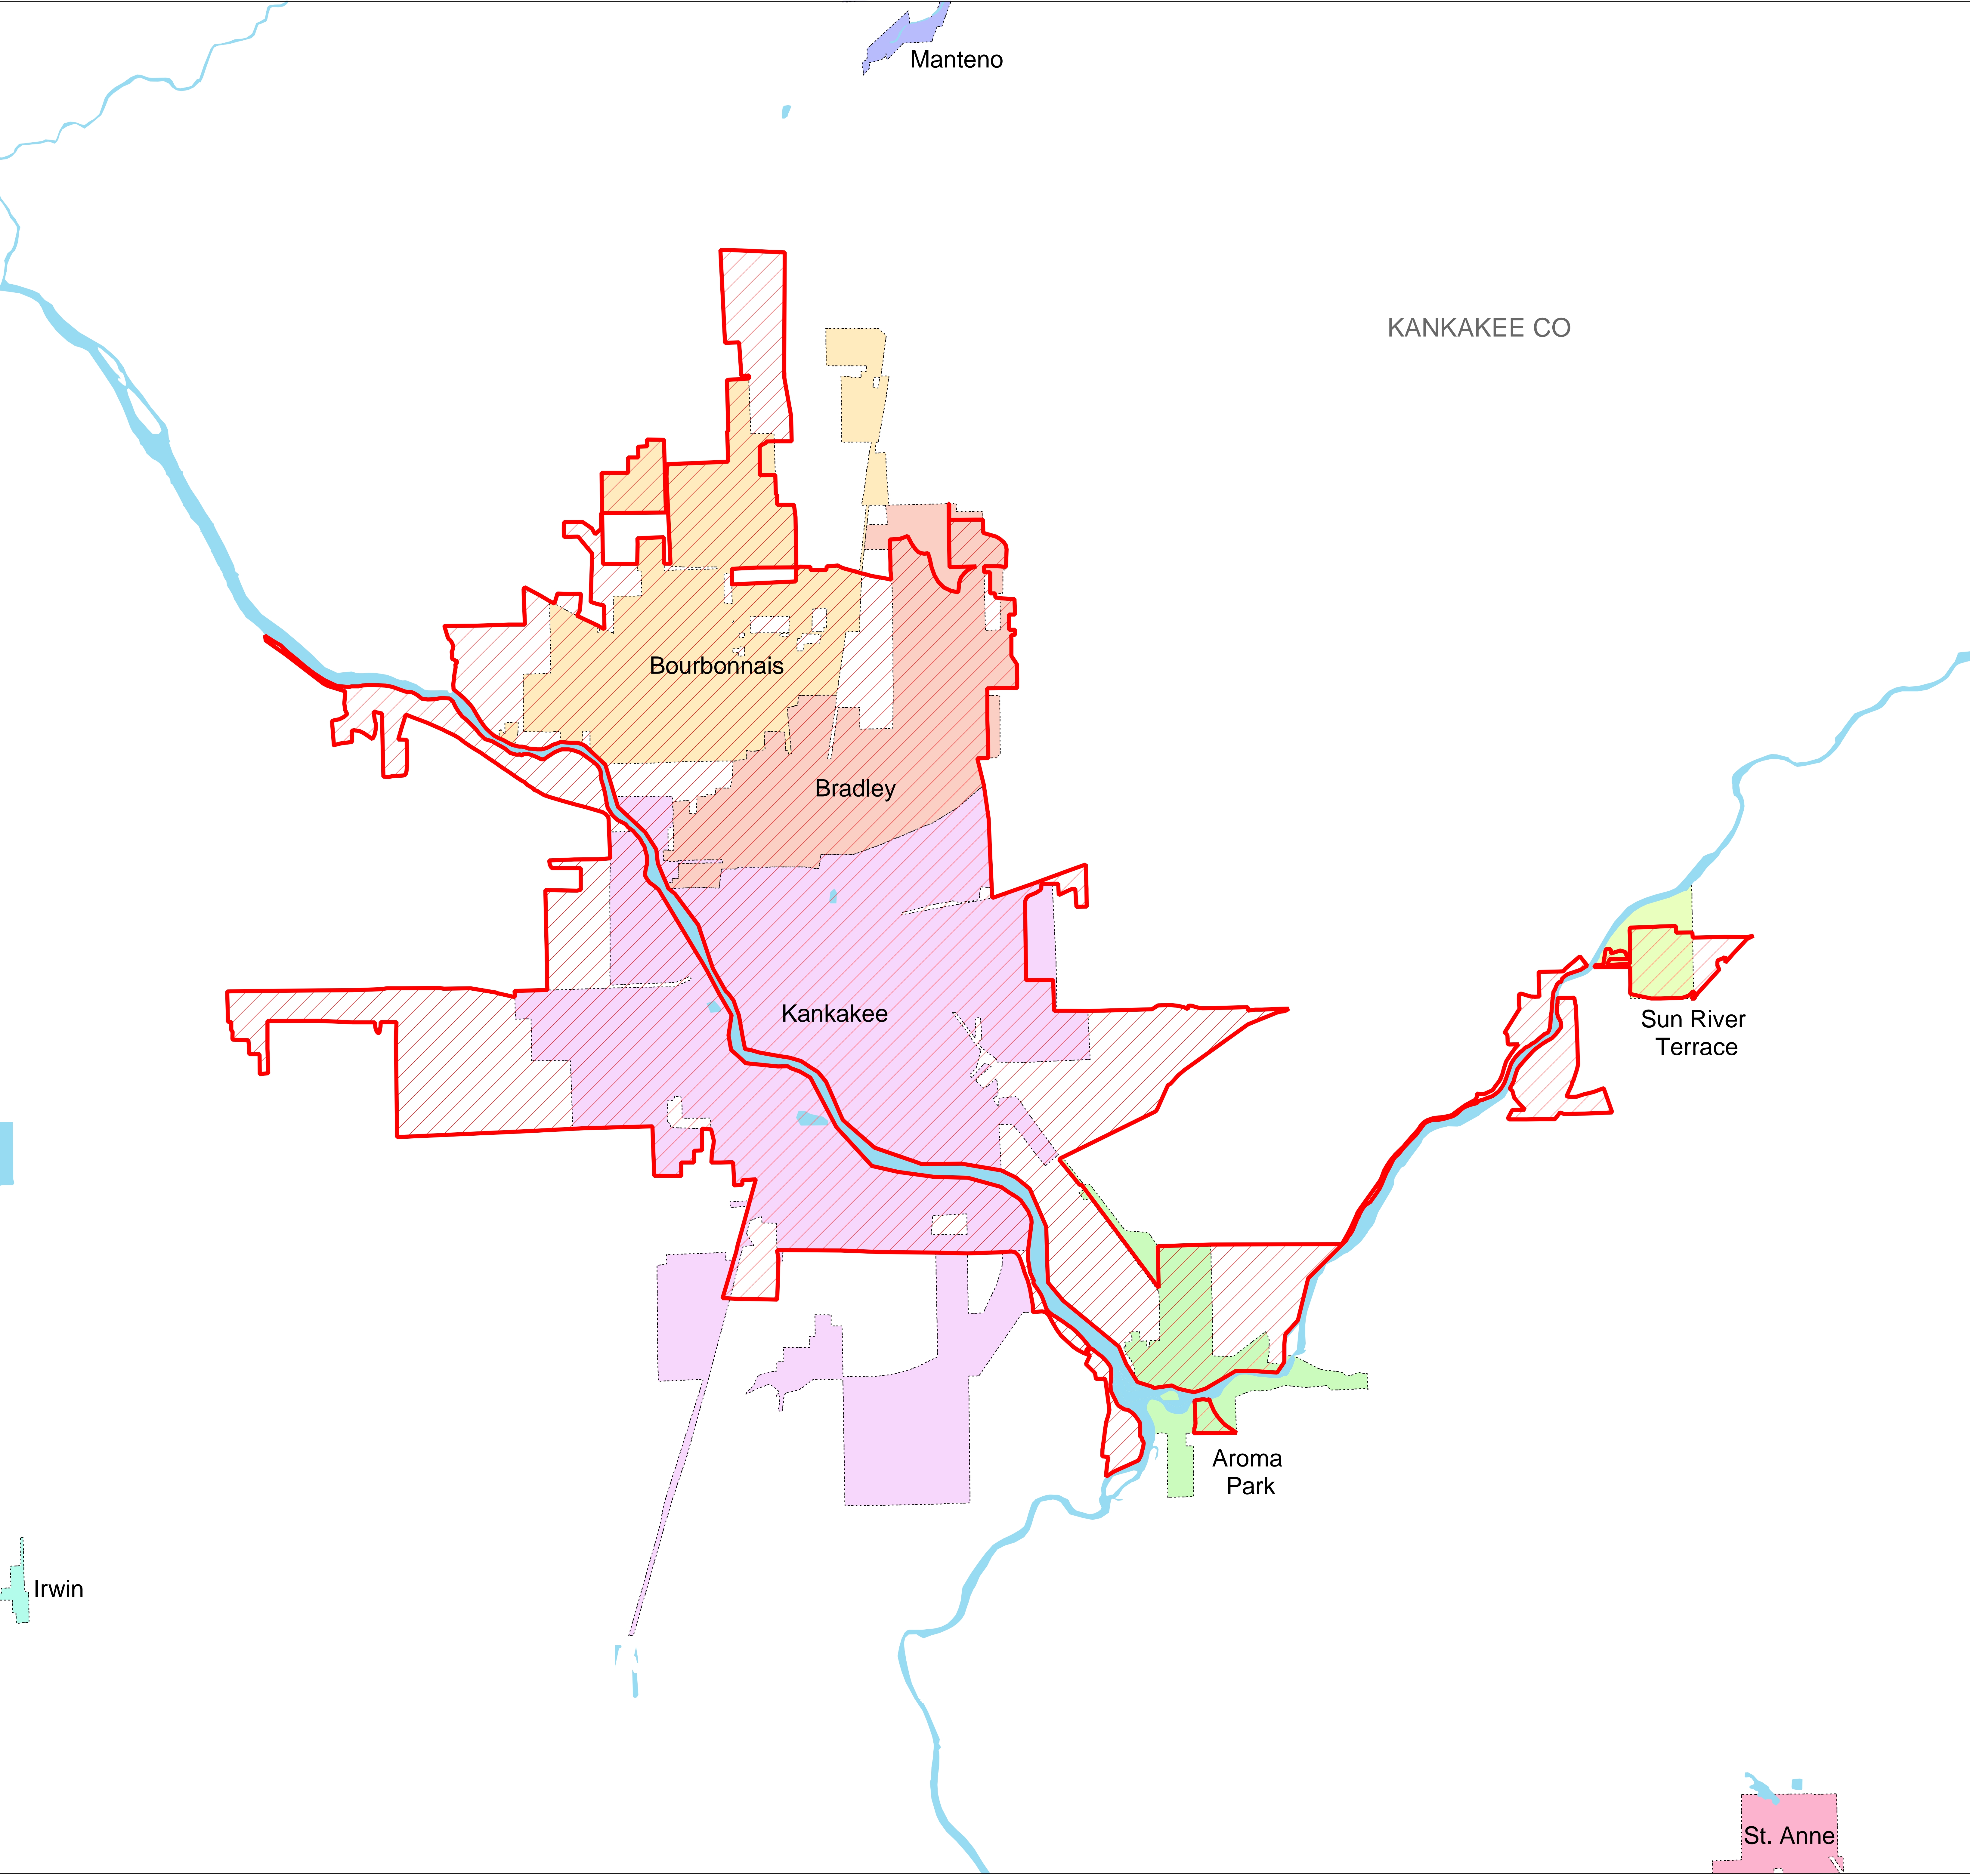 Manteno
KANKAKEE CO
Bourbonnais
Bradley
Kankakee
Sun River
Terrace
Aroma
Park
Irwin
St. Anne